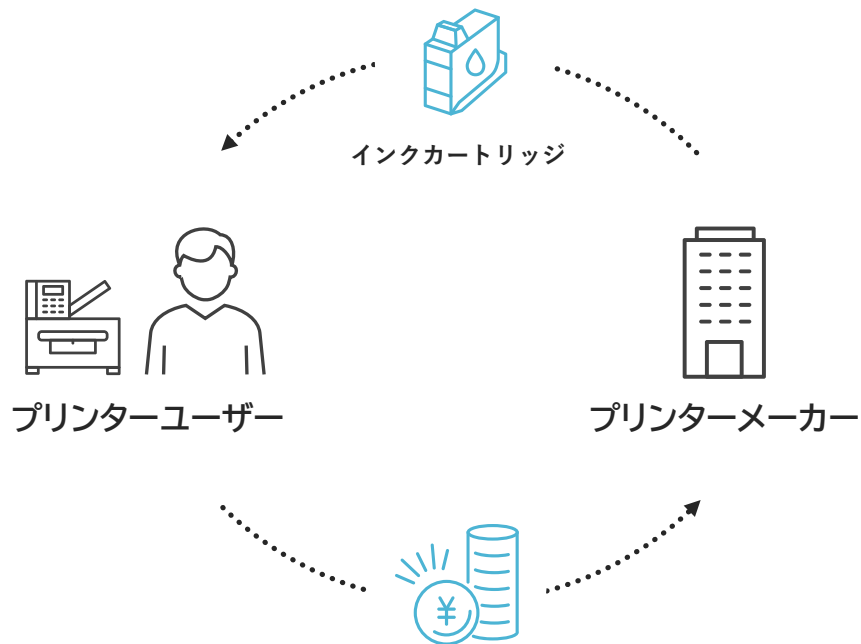 インクカートリッジ
プリンターユーザー
プリンターメーカー
¥